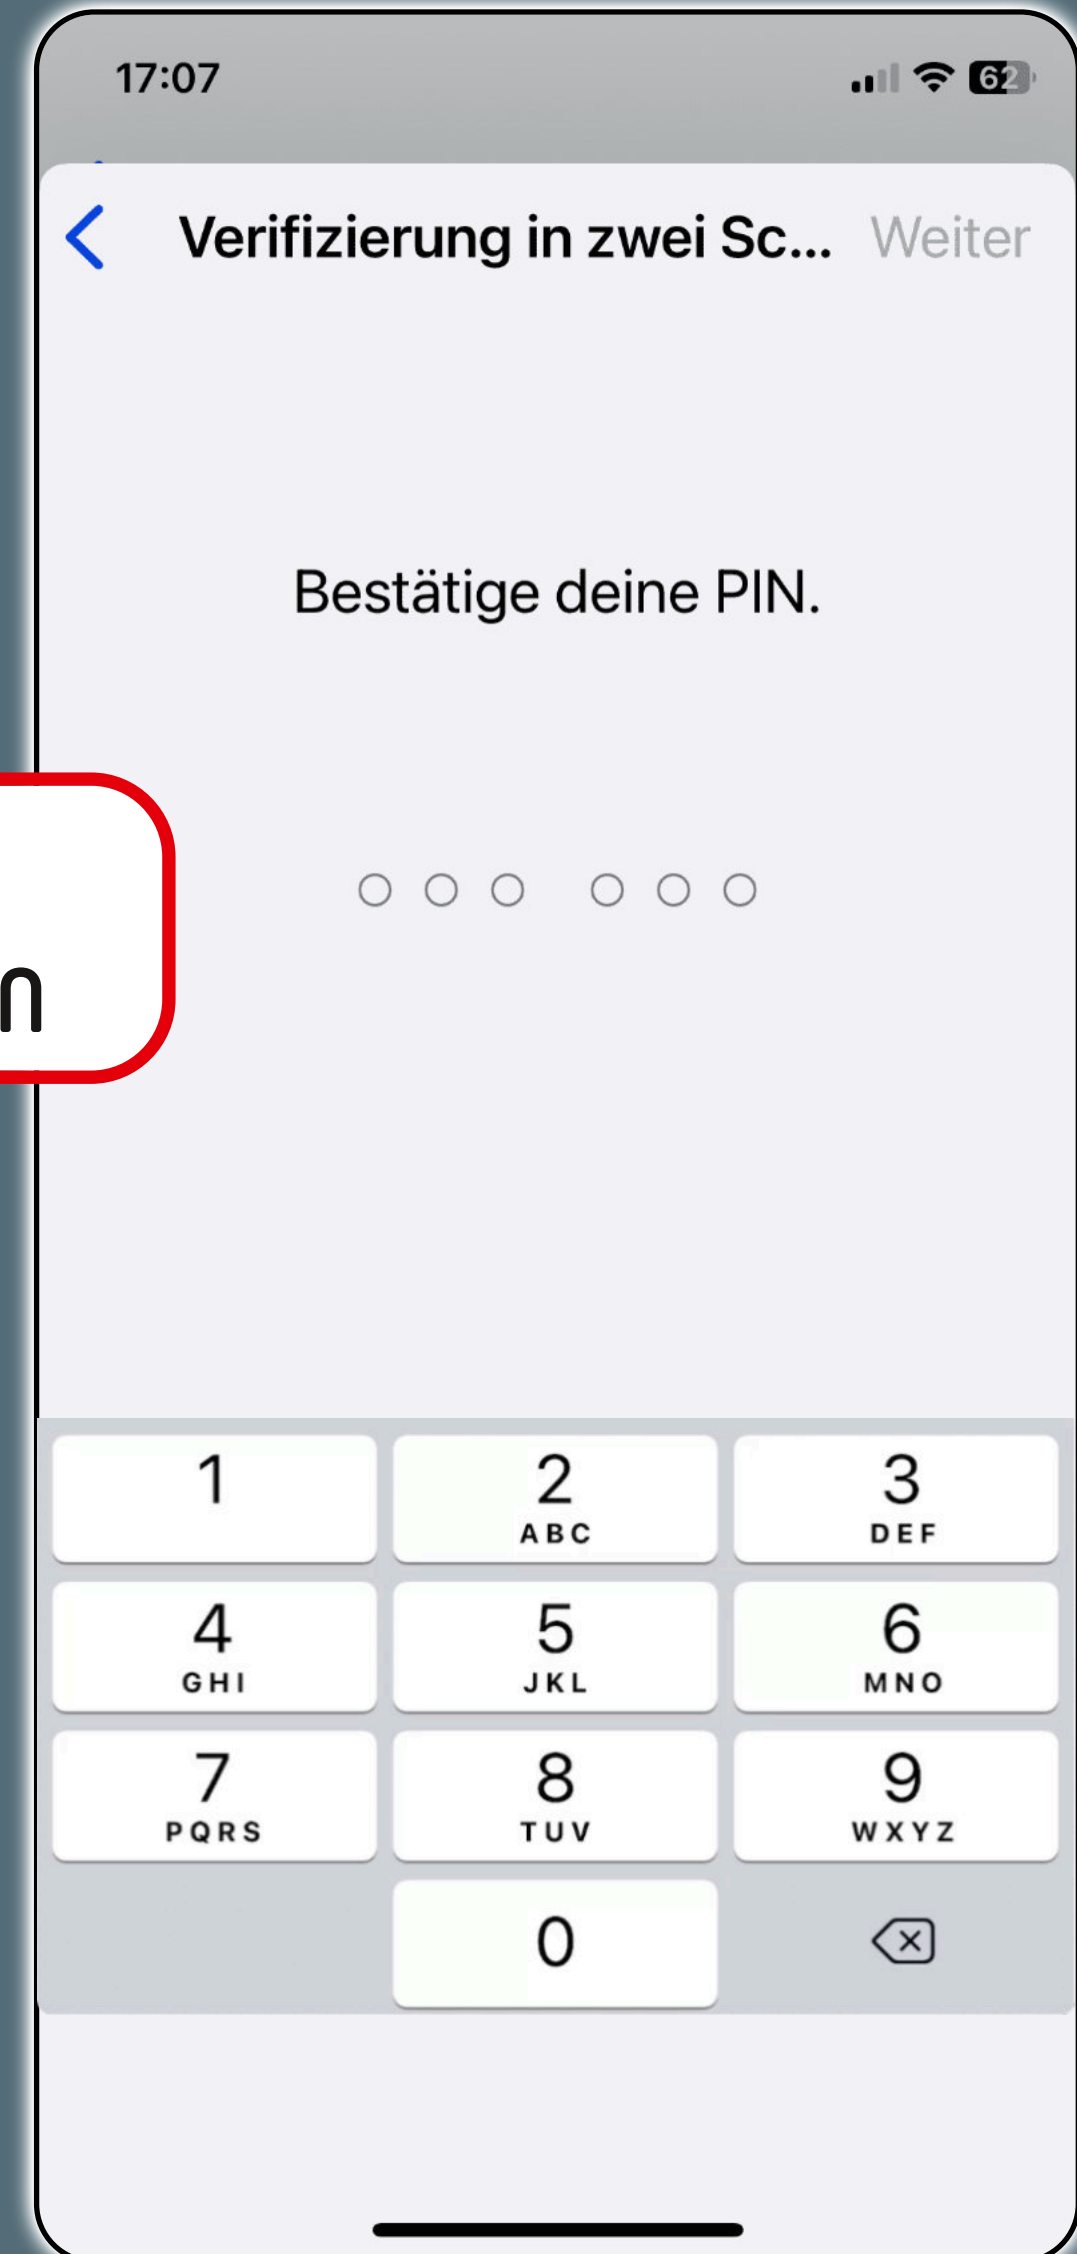 17:07
62
Verifizierung in zwei Sc... Weiter
Bestätige deine PIN.
n
1
2
ABC
3
DEF
4
GHI
5
JKL
6
MNO
7
PQRS
8
TUV
9
WXYZ
0